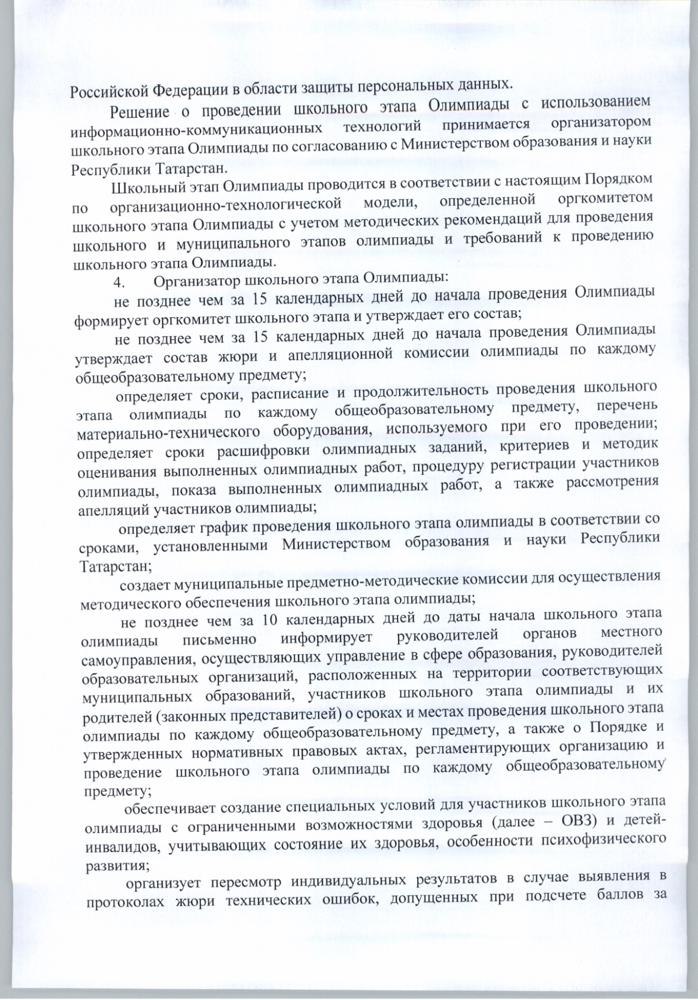 Российской Федерации в области защиты персональных данных.
Решение о проведении школьного этапа Олимпиады с использованием
информационно-коммуникационных технологий принимается организатором
школьного этапа Олимпиады по согласованию с Министерством образования и науки
Республики Татарстан.
Школьный этап Олимпиады проводится в соответствии с настоящим Порядком
по организационно-технологической модели, определенной оргкомитетом
школьного этапа Олимпиады с учетом методических рекомендаций для проведения
школьного и муниципального этапов олимпиады и требований к проведению
школьного этапа Олимпиады.
4. Организатор школьного этапа Олимпиады:
не позднее чем за 15 календарных дней до начала проведения Олимпиады
формирует оргкомитет школьного этапа и утверждает его состав;
не позднее чем за 15 календарных дней до начала проведения Олимпиады
утверждает состав жюри и апелляционной комиссии олимпиады по каждому
общеобразовательному предмету;
определяет сроки, расписание и продолжительность проведения школьного
этапа олимпиады по каждому общеобразовательному предмету, перечень
материально-технического оборудования, используемого при его проведении;
определяет сроки расшифровки олимпиадных заданий, критериев и методик
оценивания выполненных олимпиадных работ, процедуру регистрации участников
олимпиады, показа выполненных олимпиадных работ, а также рассмотрения
апелляций участников олимпиады;
определяет график проведения школьного этапа олимпиады в соответствии со
сроками, установленными Министерством образования и науки Республики
Татарстан;
создает муниципальные предметно-методические комиссии для осуществления
методического обеспечения школьного этапа олимпиады;
не позднее чем за 10 календарных дней до даты начала школьного этапа
олимпиады письменно информирует руководителей органов местного
самоуправления, осуществляющих управление в сфере образования, руководителей
образовательных организаций, расположенных на территории соответствующих
муниципальных образований, участников школьного этапа олимпиады и их
родителей (законных представителей) о сроках и местах проведения школьного этапа
олимпиады по каждому общеобразовательному предмету, а также о Порядке и
утвержденных нормативных правовых актах, регламентирующих организацию и
проведение школьного этапа олимпиады по каждому общеобразовательному
предмету;
обеспечивает создание специальных условий для участников школьного этапа
олимпиады с ограниченными возможностями здоровья (далее – ОВЗ) и детей-
инвалидов, учитывающих состояние их здоровья, особенности психофизического
развития;
организует пересмотр индивидуальных результатов в случае выявления в
протоколах жюри технических ошибок, допущенных при подсчете баллов за